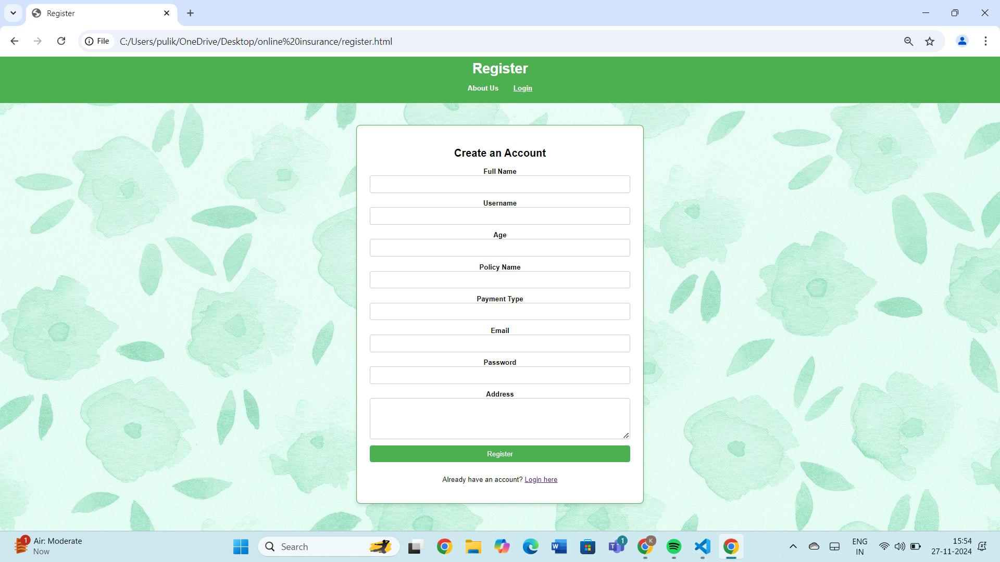 Register
File C:/Users/pulik/OneDrive/Desktop/online%20insurance/register.html
Register
About Us Login
Create an Account
Full Name
Username
Age
Policy Name
Payment Type
Email
Password
Address
Register
Already have an account? Login here
1
Air: Moderate
Now
Search
W
T
1
K
ENG
IN
15:54
27-11-2024